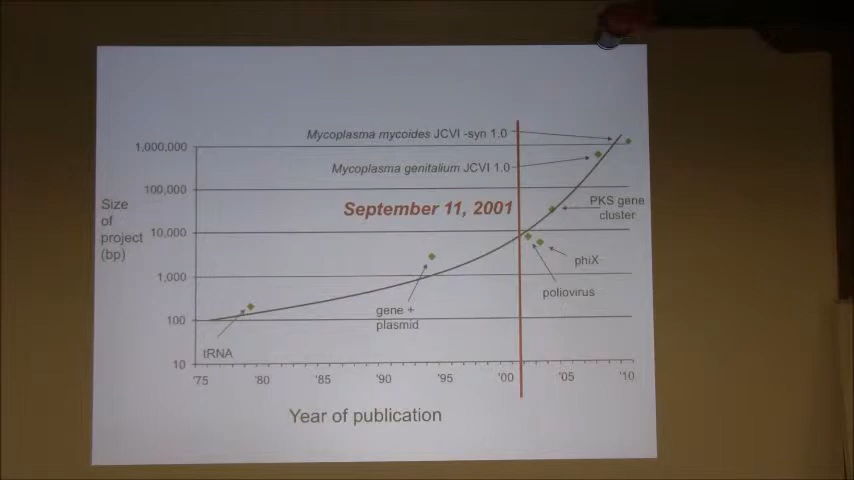 Mycoplasma mycoides JCVI -syn 1.0
1,000,000
Mycoplasma genitalium JCVI 1.0
100,000
PKS gene
cluster
September 11, 2001
Size
of
project
(bp)
10,000
phiX
1,000
poliovirus
gene +
plasmid
100
tRNA
10
'75 '80 '85 '90 '95 '00 '05 '10
Year of publication